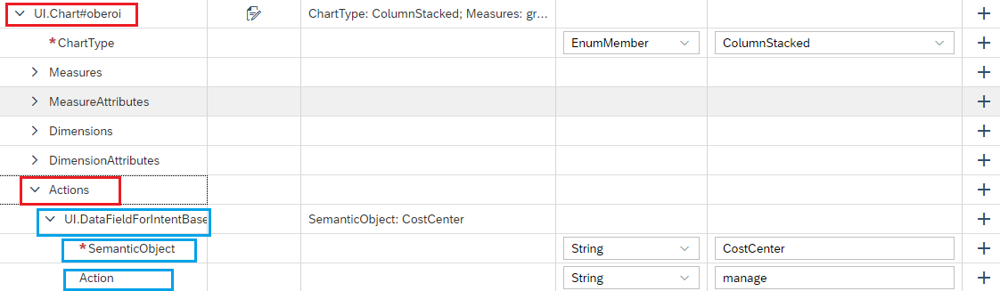 UI.Chart#oberoi ChartType: ColumnStacked; Measures: gr...
*ChartType EnumMember ColumnStacked
Measures
MeasureAttributes
Dimensions
DimensionAttributes
Actions
UI.DataFieldForIntentBase SemanticObject: CostCenter
*SemanticObject String CostCenter
Action String manage